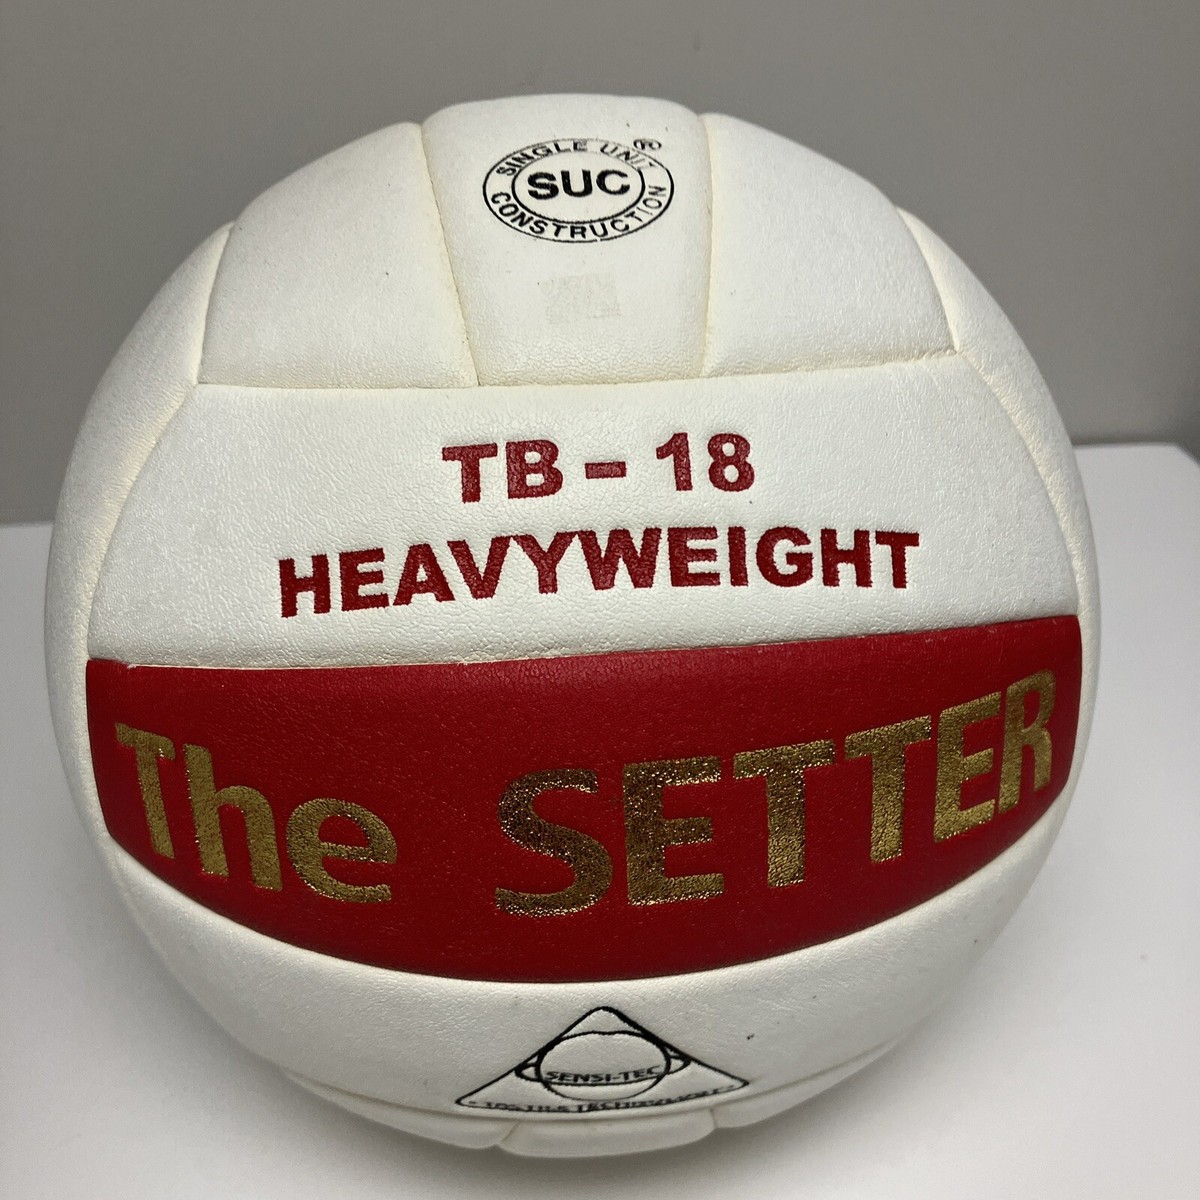 SINGLE UNIT
®
SUC
CONSTRUCTION
TB-18
HEAVYWEIGHT
The SETTER
SENSI-TEC